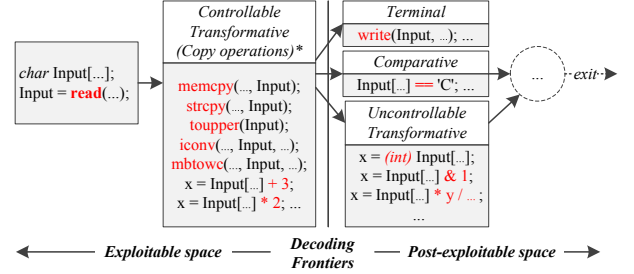 char Input[...];
Input = read(...);
Controllable
Transformative
(Copy operations)*
memcpy(..., Input);
strcpy(..., Input);
toupper(Input);
iconv(..., Input, ...);
mbtowc(..., Input, ...);
x = Input[...] + 3;
x = Input[...] * 2; ...
Terminal
write(Input, ...); ...
Comparative
Input[...] == 'C'; ...
Uncontrollable
Transformative
x = (int) Input[...];
x = Input[...] & 1;
x = Input[...] * y / ... ;
...
...
exit
Exploitable space
Decoding
Frontiers
Post-exploitable space